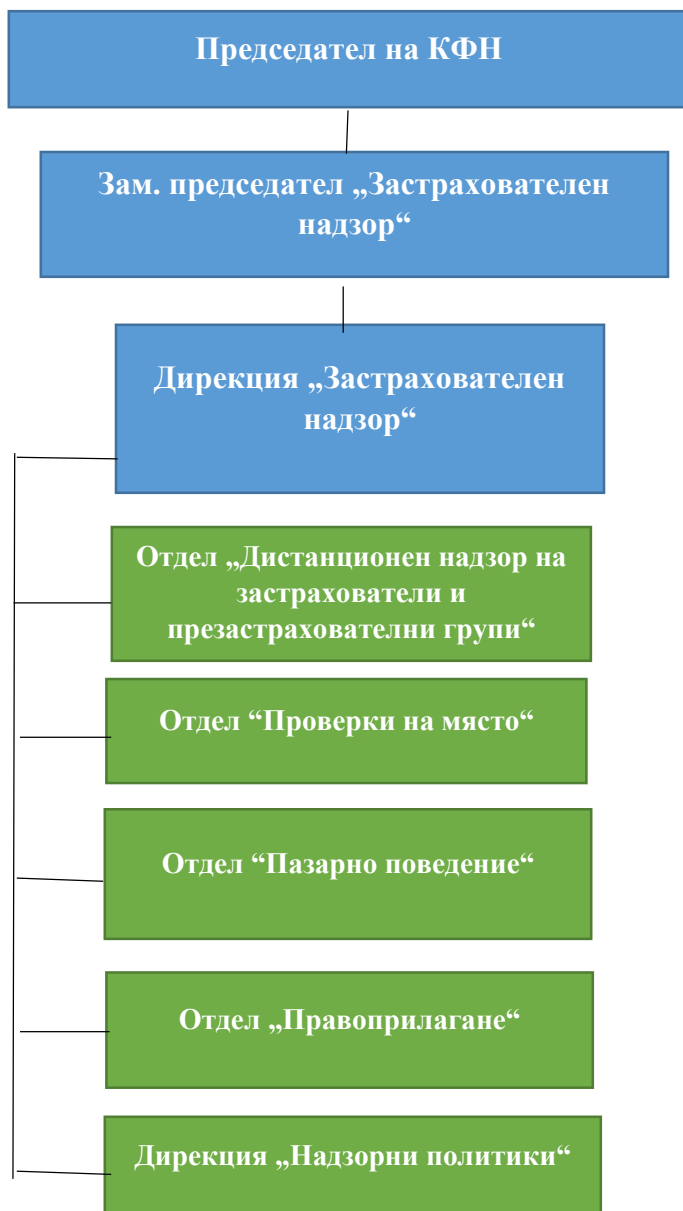 Председател на КФН
Зам. председател „Застрахователен
надзор“
Дирекция „Застрахователен
надзор“
Отдел „Дистанционен надзор на
застрахователи и
презастрахователни групи“
Отдел “Проверки на място“
Отдел “Пазарно поведение“
Отдел „Правоприлагане“
Дирекция „Надзорни политики“